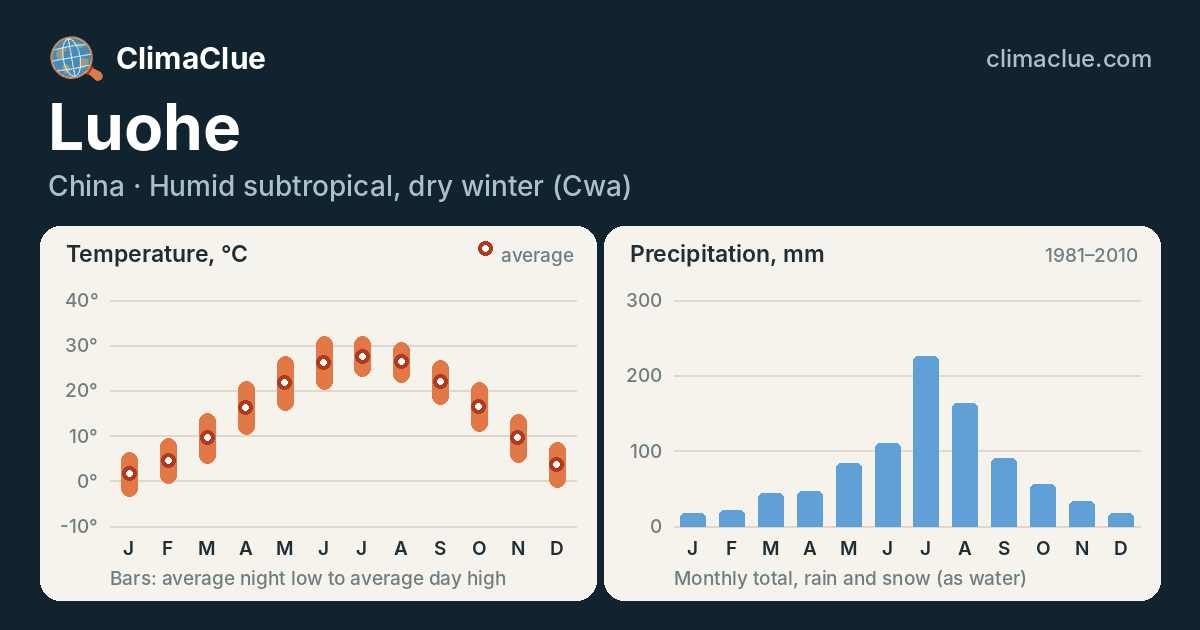 ClimaClue
climaclue.com
Luohe
China · Humid subtropical, dry winter (Cwa)
Temperature, °C
average
40°
30°
20°
10°
0°
-10°
J F M A M J J A S O N D
Bars: average night low to average day high
Precipitation, mm
1981–2010
300
200
100
0
J F M A M J J A S O N D
Monthly total, rain and snow (as water)